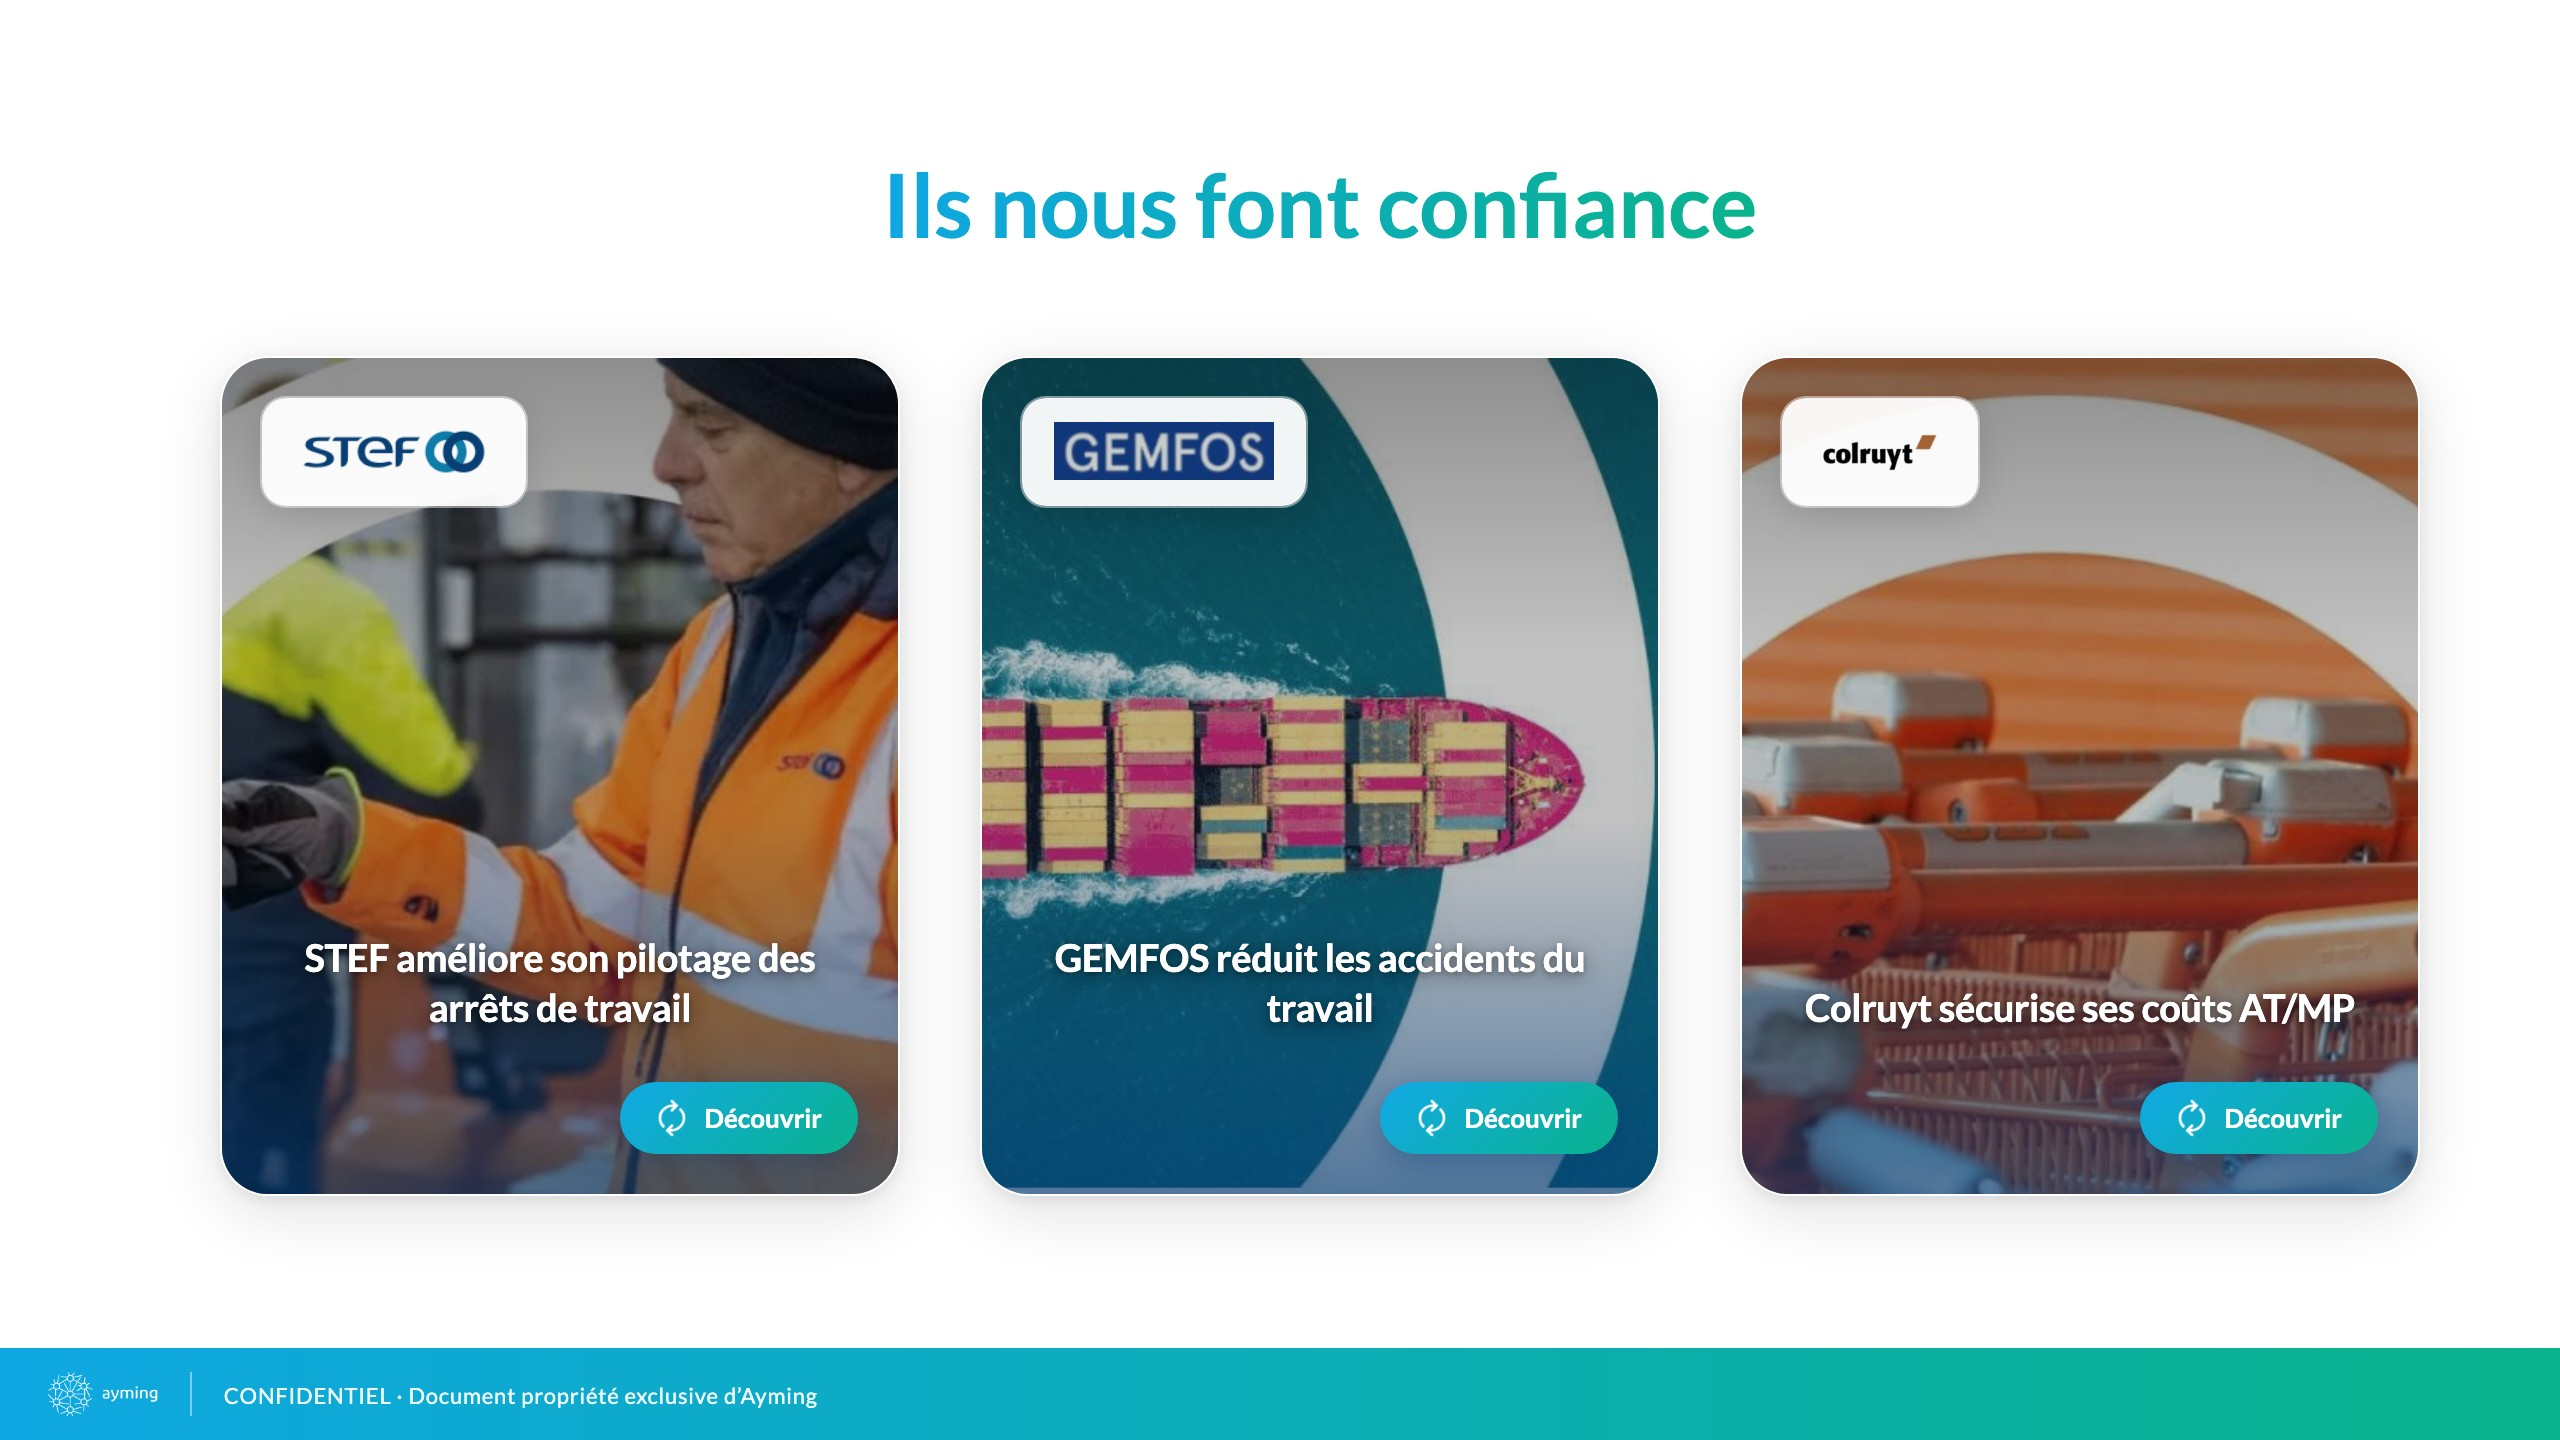 Ils nous font confiance
STEF
GEMFOS
colruyt
STEF améliore son pilotage des
arrêts de travail
Découvrir
GEMFOS réduit les accidents du
travail
Découvrir
Colruyt sécurise ses coûts AT/MP
Découvrir
ayming
CONFIDENTIEL · Document propriété exclusive d’Ayming